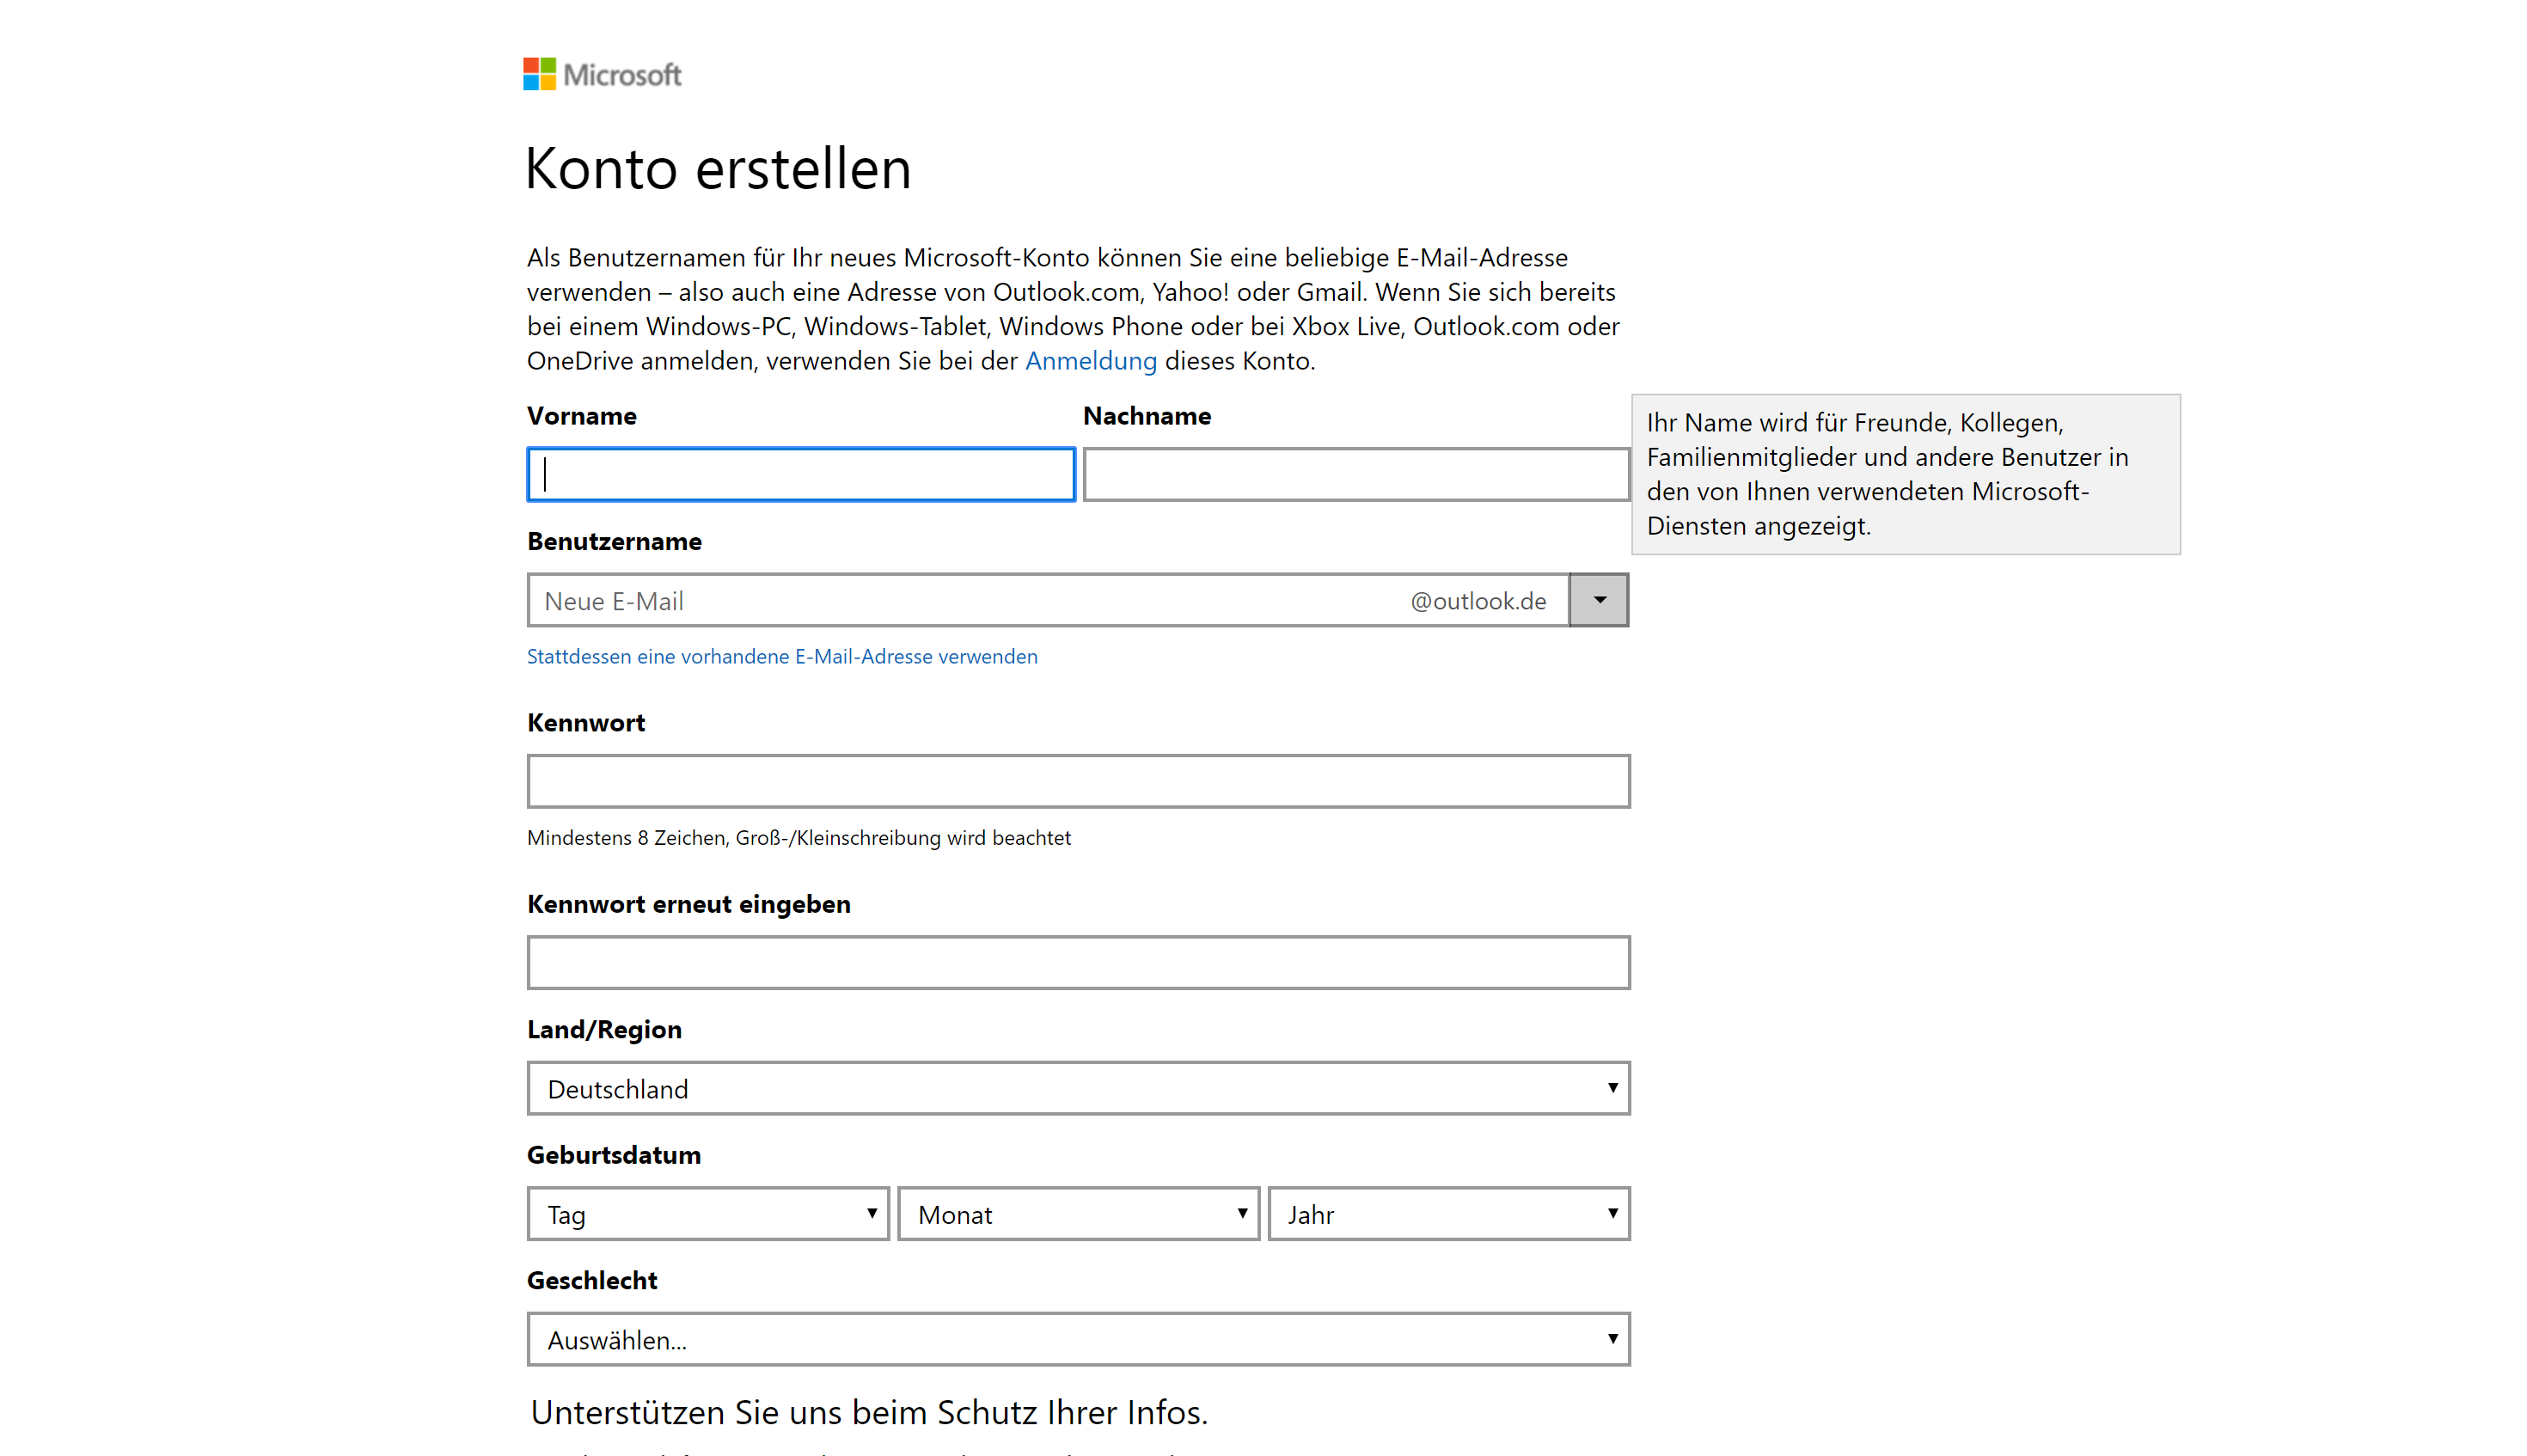 Microsoft
Konto erstellen
Als Benutzernamen für Ihr neues Microsoft-Konto können Sie eine beliebige E-Mail-Adresse
verwenden – also auch eine Adresse von Outlook.com, Yahoo! oder Gmail. Wenn Sie sich bereits
bei einem Windows-PC, Windows-Tablet, Windows Phone oder bei Xbox Live, Outlook.com oder
OneDrive anmelden, verwenden Sie bei der Anmeldung dieses Konto.
Vorname
Nachname
Ihr Name wird für Freunde, Kollegen,
Familienmitglieder und andere Benutzer in
den von Ihnen verwendeten Microsoft-
Diensten angezeigt.
Benutzername
Neue E-Mail
@outlook.de
Stattdessen eine vorhandene E-Mail-Adresse verwenden
Kennwort
Mindestens 8 Zeichen, Groß-/Kleinschreibung wird beachtet
Kennwort erneut eingeben
Land/Region
Deutschland
Geburtsdatum
Tag
Monat
Jahr
Geschlecht
Auswählen...
Unterstützen Sie uns beim Schutz Ihrer Infos.